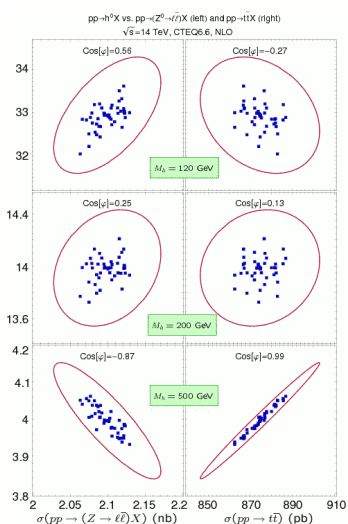 pp→h⁰X vs. pp→(Z⁰→ℓℓ̄)X (left) and pp→tt̄X (right)
√s=14 TeV, CTEQ6.6, NLO
Cos[φ]=0.56
Cos[φ]=−0.27
34
33
32
M_h = 120 GeV
Cos[φ]=0.25
Cos[φ]=0.13
14.4
14
13.6
M_h = 200 GeV
Cos[φ]=−0.87
Cos[φ]=0.99
4.2
4.1
4.0
3.9
3.8
M_h = 500 GeV
2 2.05 2.1 2.15 2.2 850 870 890 910
σ(pp → (Z → ℓℓ̄)X) (nb) σ(pp → tt̄) (pb)